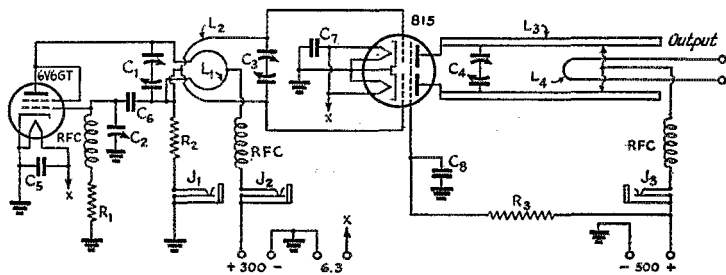 L2
815
L3
C7
Output
C1
L1
C3
C4
L4
6V6GT
X
C6
RFC
C2
R2
RFC
RFC
C5
X
C8
J1
J2
J3
R1
R3
X
+ 300 -
6.3
- 500 +